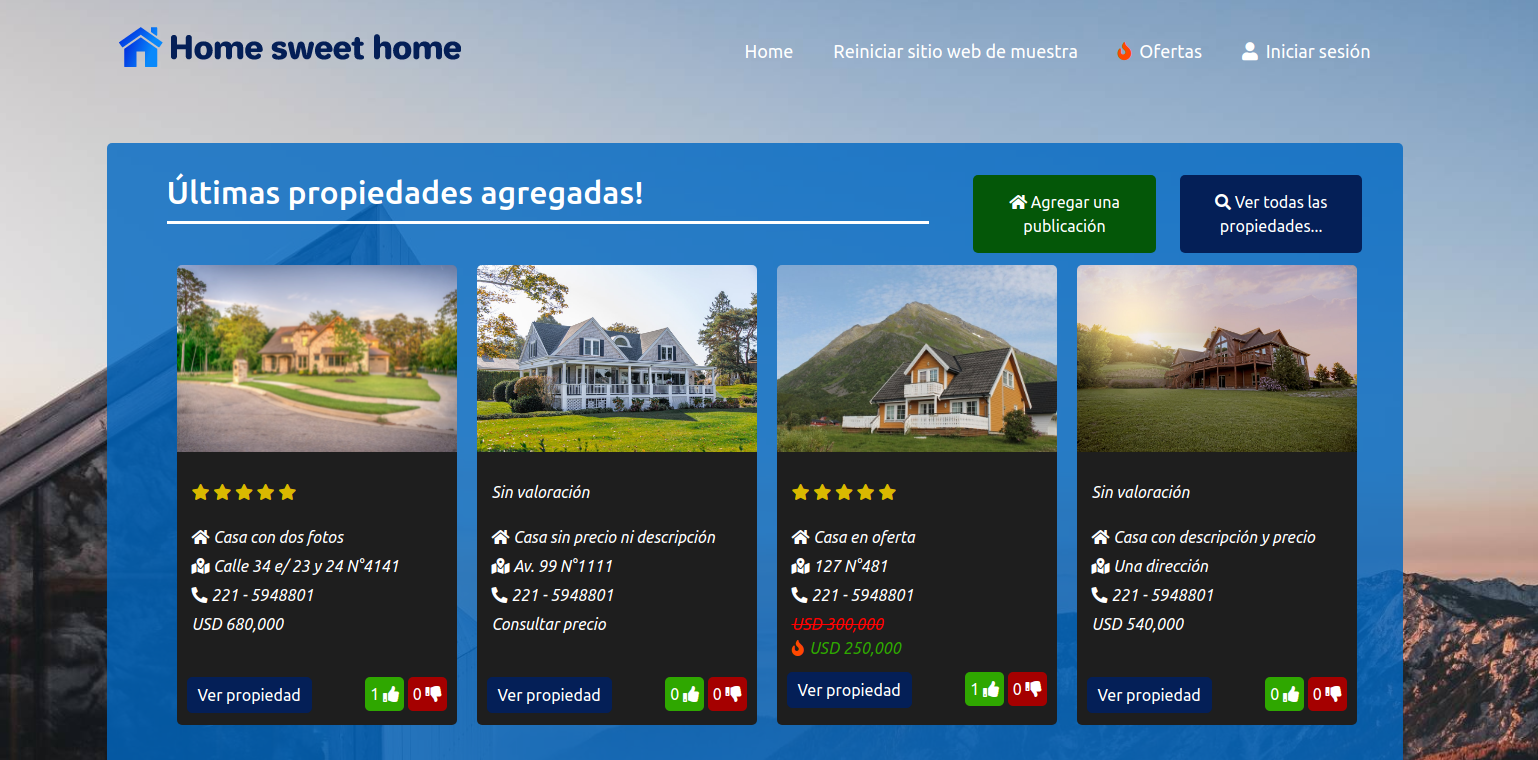 Home sweet home
Home Reiniciar sitio web de muestra Ofertas Iniciar sesión
Últimas propiedades agregadas!
Agregar una
publicación
Ver todas las
propiedades...
Sin valoración
Sin valoración
Casa con dos fotos
Calle 34 e/ 23 y 24 N°4141
221 - 5948801
USD 680,000
Ver propiedad
1
0
Casa sin precio ni descripción
Av. 99 N°1111
221 - 5948801
Consultar precio
Ver propiedad
0
0
Casa en oferta
127 N°481
221 - 5948801
USD 300,000
USD 250,000
Ver propiedad
1
0
Casa con descripción y precio
Una dirección
221 - 5948801
USD 540,000
Ver propiedad
0
0